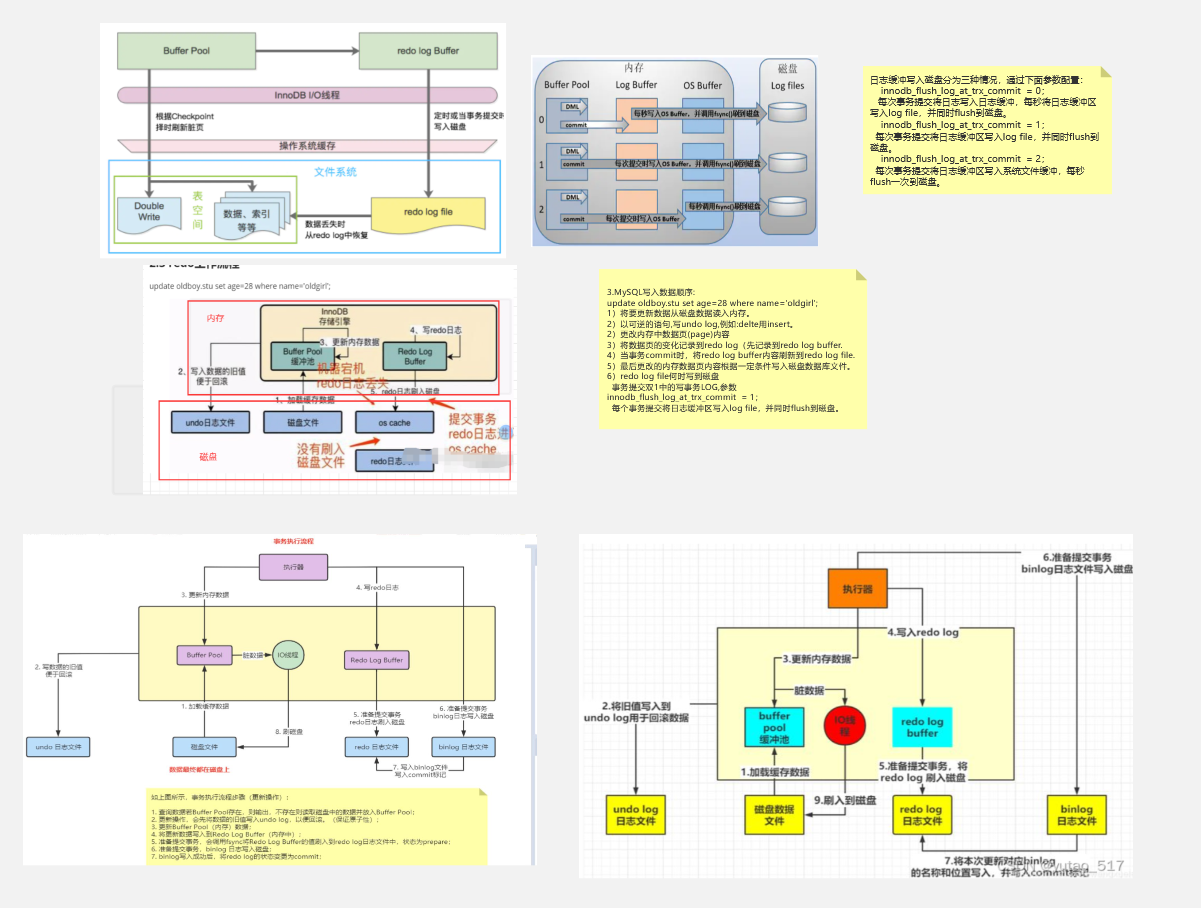 Buffer Pool
redo log Buffer
InnoDB I/O线程
根据Checkpoint
择时刷新脏页
定时或当事务提交时
写入磁盘
操作系统缓存
文件系统
Double
Write
表
空
间
数据、索引
等等
redo log file
数据丢失时
从redo log中恢复
内存
磁盘
Buffer Pool
Log Buffer
OS Buffer
Log files
0
DML
commit
每秒写入OS Buffer，并调用fsync()刷到磁盘
1
DML
commit
每次提交时写入OS Buffer，并调用fsync()刷到磁盘
2
DML
commit
每次提交时写入OS Buffer
每秒调用fsync()刷到磁盘
日志缓冲写入磁盘分为三种情况，通过下面参数配置：
innodb_flush_log_at_trx_commit = 0;
每次事务提交将日志写入日志缓冲，每秒将日志缓冲区
写入log file，并同时flush到磁盘。
innodb_flush_log_at_trx_commit = 1;
每次事务提交将日志缓冲区写入log file，并同时flush到
磁盘。
innodb_flush_log_at_trx_commit = 2;
每次事务提交将日志缓冲区写入系统文件缓冲，每秒
flush一次到磁盘。
update oldboy.stu set age=28 where name='oldgirl';
内存
InnoDB
存储引擎
4、写redo日志
3、更新内存数据
Buffer Pool
缓冲池
Redo Log
Buffer
2、写入数据的旧值
便于回滚
机器宕机
redo日志丢失
5、redo日志刷入磁盘
1、加载缓存数据
undo日志文件
磁盘文件
os cache
提交事务
redo日志进
os cache
没有刷入
磁盘文件
磁盘
redo日志
3.MySQL写入数据顺序:
update oldboy.stu set age=28 where name='oldgirl';
1）将要更新数据从磁盘数据读入内存。
2）以可逆的语句,写undo log,例如:delte用insert。
2）更改内存中数据页(page)内容
3）将数据页的变化记录到redo log（先记录到redo log buffer.
4）当事务commit时，将redo log buffer内容刷新到redo log file.
5）最后更改的内存数据页内容根据一定条件写入磁盘数据库义件。
6）redo log file何时写到磁盘
事务提交双1中的写事务LOG,参数
innodb_flush_log_at_trx_commit = 1;
每个事务提交将日志缓冲区写入log file，并同时flush到磁盘。
事务执行流程
执行器
3. 更新内存数据
4. 写redo日志
Buffer Pool
脏数据
IO线程
Redo Log Buffer
2. 写数据的旧值
便于回滚
1. 加载缓存数据
8. 刷磁盘
5. 准备提交事务
redo日志刷入磁盘
6. 准备提交事务
binlog日志写入磁盘
undo 日志文件
磁盘文件
redo 日志文件
binlog 日志文件
7. 写入binlog文件
写入commit标记
数据最终都在磁盘上
如上图所示，事务执行流程步骤（更新操作）：
1. 查询数据若Buffer Pool存在，则输出，不存在则读取磁盘中的数据并放入Buffer Pool；
2. 更新操作，会先将数据的旧值写入undo log，以便回滚。（保证原子性）；
3. 更新Buffer Pool（内存）数据；
4. 将更新数据写入到Redo Log Buffer（内存中）；
5. 准备提交事务，会调用fsync将Redo Log Buffer的值刷入到redo log日志文件中，状态为prepare；
6. 准备提交事务，binlog 日志写入磁盘；
7. binlog写入成功后，将redo log的状态变更为commit；
6.准备提交事务
binlog日志文件写入磁盘
执行器
4.写入redo log
3.更新内存数据
脏数据
2.将旧值写入到
undo log用于回滚数据
buffer
pool
缓冲池
IO线
程
redo log
buffer
1.加载缓存数据
5.准备提交事务，将
redo log 刷入磁盘
9.刷入到磁盘
undo log
日志文件
磁盘数据
文件
redo log
日志文件
binlog
日志文件
7.将本次更新对应binlog
的名称和位置写入，并写入commit标记
@yutao_517